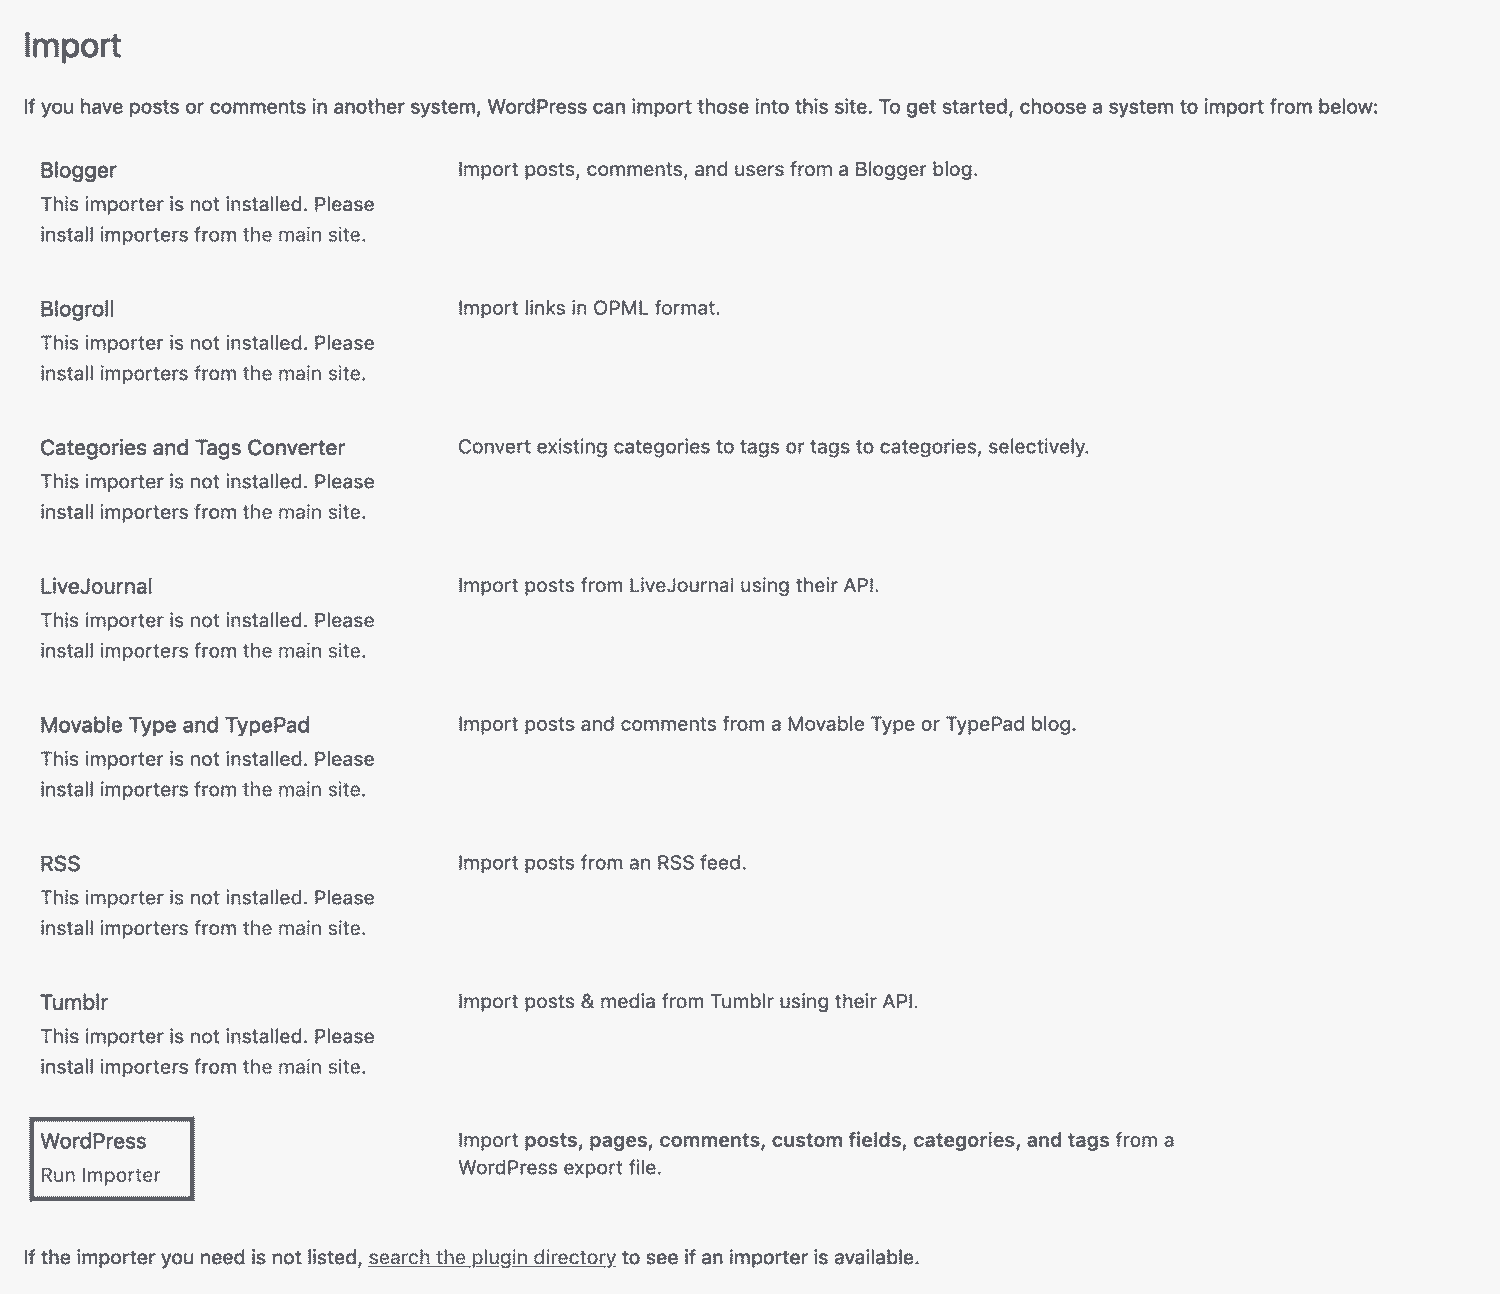 Import
If you have posts or comments in another system, WordPress can import those into this site. To get started, choose a system to import from below:
Blogger
Import posts, comments, and users from a Blogger blog.
This importer is not installed. Please
install importers from the main site.
Blogroll
Import links in OPML format.
This importer is not installed. Please
install importers from the main site.
Categories and Tags Converter
Convert existing categories to tags or tags to categories, selectively.
This importer is not installed. Please
install importers from the main site.
LiveJournal
Import posts from LiveJournal using their API.
This importer is not installed. Please
install importers from the main site.
Movable Type and TypePad
Import posts and comments from a Movable Type or TypePad blog.
This importer is not installed. Please
install importers from the main site.
RSS
Import posts from an RSS feed.
This importer is not installed. Please
install importers from the main site.
Tumblr
Import posts & media from Tumblr using their API.
This importer is not installed. Please
install importers from the main site.
WordPress
Run Importer
Import posts, pages, comments, custom fields, categories, and tags from a
WordPress export file.
If the importer you need is not listed, search the plugin directory to see if an importer is available.